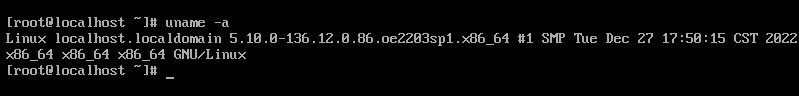 [root@localhost ~]# uname -a
Linux localhost.localdomain 5.10.0-136.12.0.86.oe2203sp1.x86_64 #1 SMP Tue Dec 27 17:50:15 CST 2022
x86_64 x86_64 x86_64 GNU/Linux
[root@localhost ~]# _